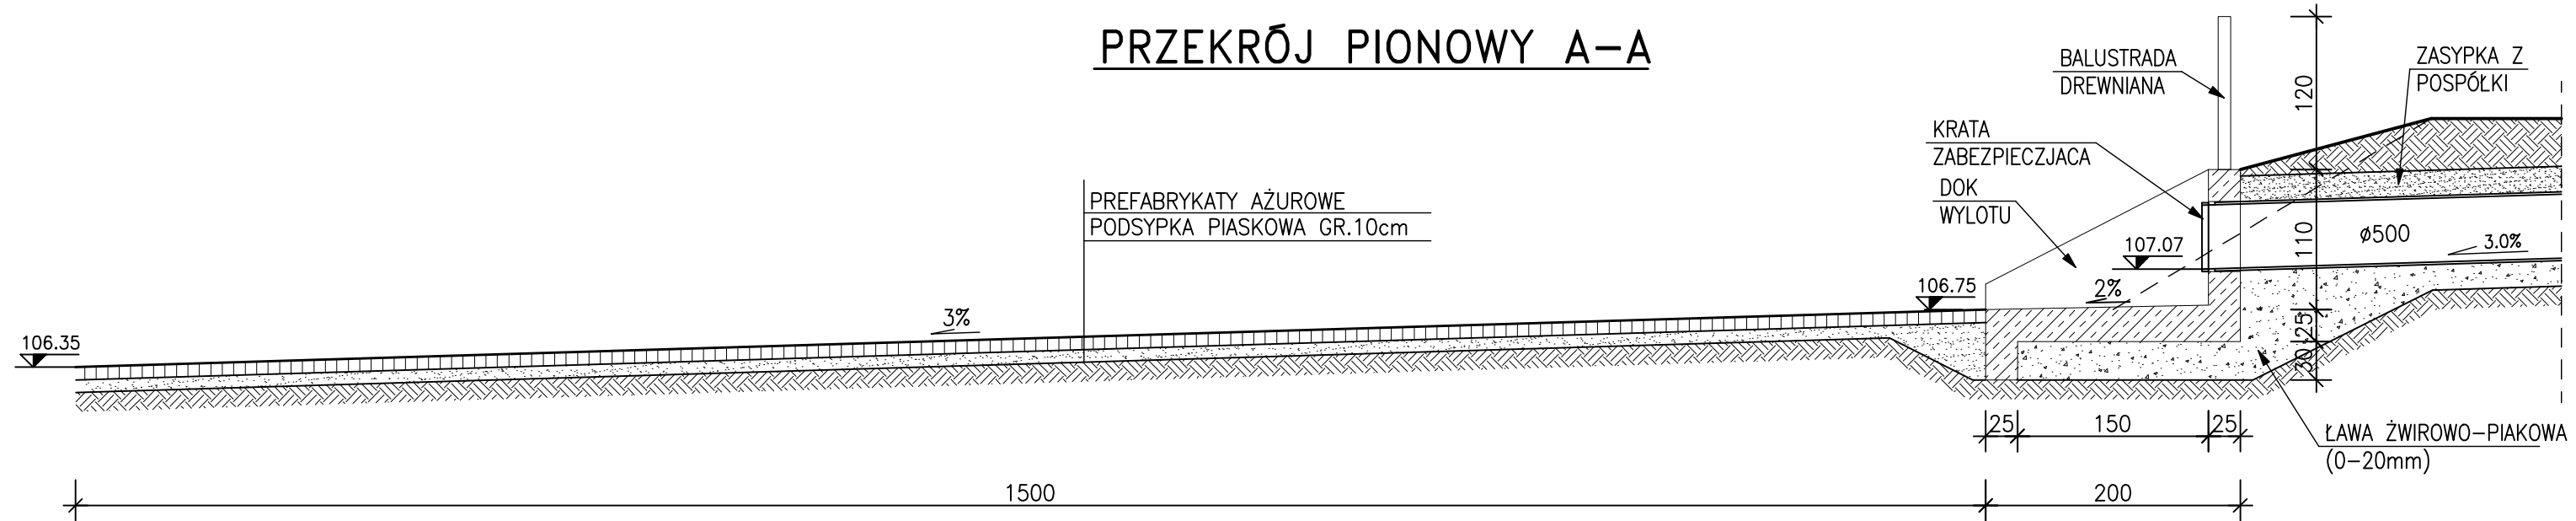 PRZEKRÓJ PIONOWY A-A
BALUSTRADA
DREWNIANA
ZASYPKA Z
POSPÓŁKI
120
KRATA
ZABEZPIECZJACA
DOK
WYLOTU
PREFABRYKATY AŻUROWE
PODSYPKA PIASKOWA GR.10cm
107.07
110
ø500
3.0%
106.75
2%
3%
106.35
25
30
25
150
25
ŁAWA ŻWIROWO-PIAKOWA
(0-20mm)
1500
200